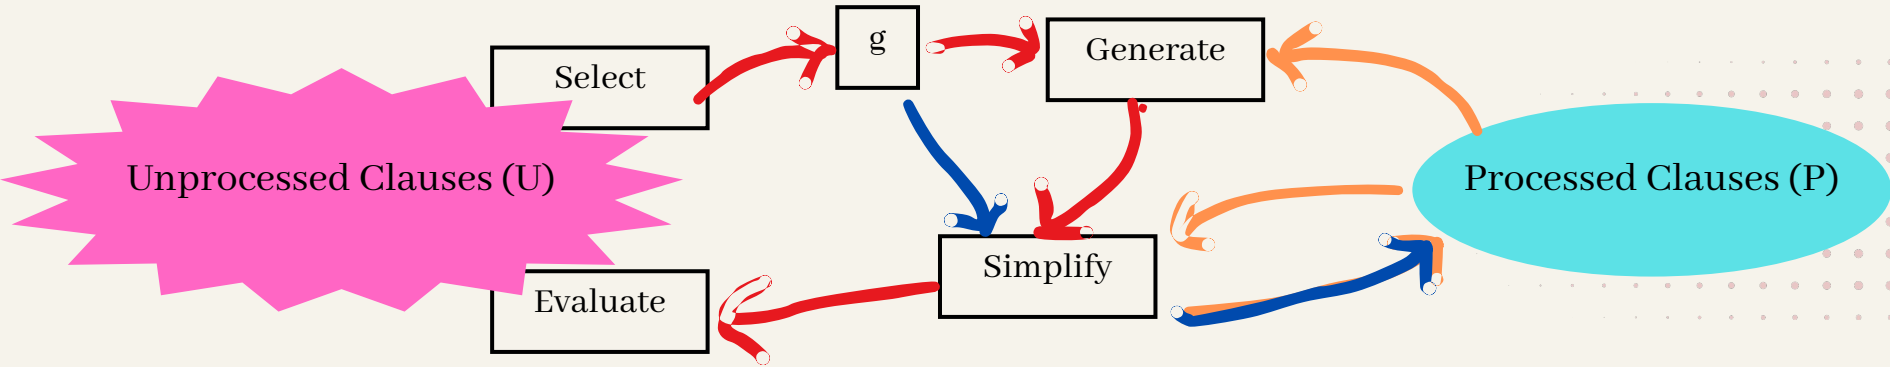 Select
g
Generate
Unprocessed Clauses (U)
Processed Clauses (P)
Simplify
Evaluate